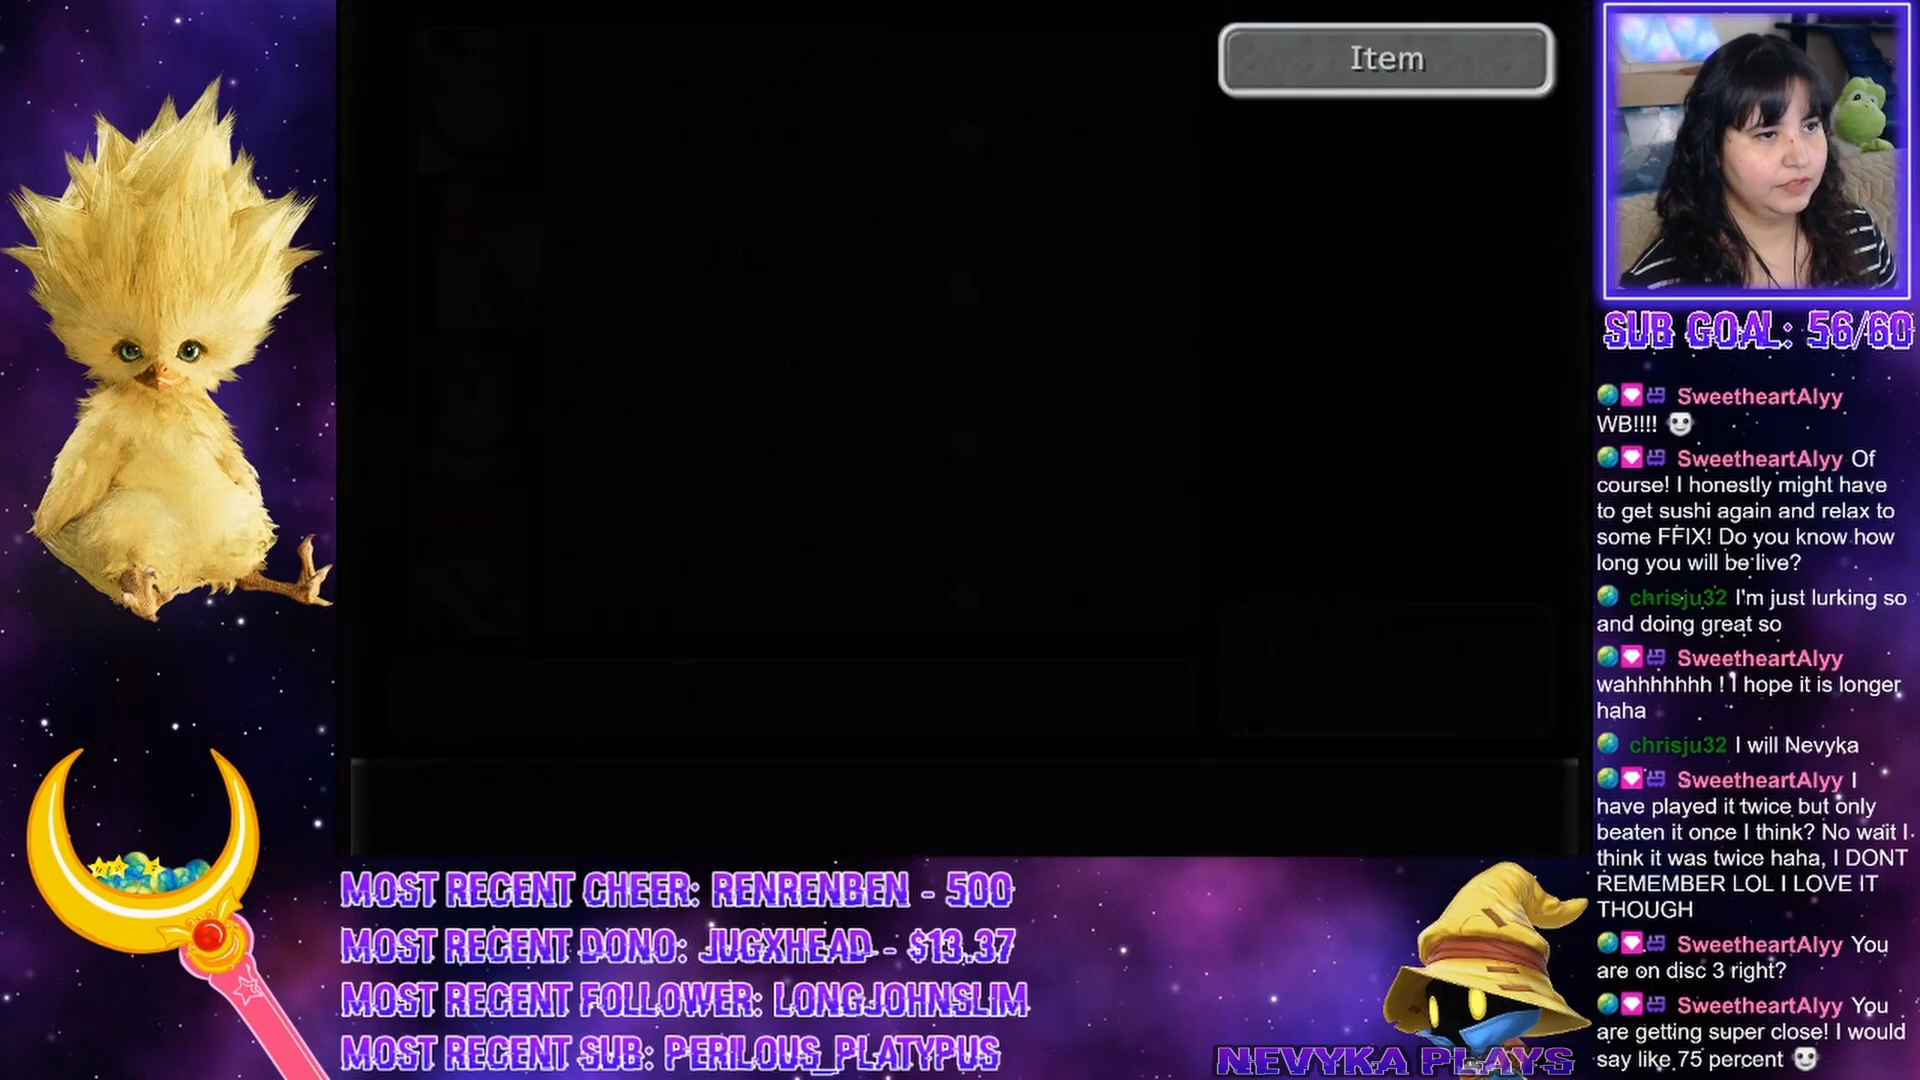 Item
SUB GOAL: 56/60
SweetheartAlyy
WB!!!!
SweetheartAlyy Of
course! I honestly might have
to get sushi again and relax to
some FFIX! Do you know how
long you will be live?
chrisju32 I'm just lurking so
and doing great so
SweetheartAlyy
wahhhhhhh ! I hope it is longer
haha
chrisju32 I will Nevyka
SweetheartAlyy I
have played it twice but only
beaten it once I think? No wait I
think it was twice haha, I DONT
REMEMBER LOL I LOVE IT
THOUGH
SweetheartAlyy You
are on disc 3 right?
SweetheartAlyy You
are getting super close! I would
say like 75 percent
MOST RECENT CHEER: RENRENBEN - 500
MOST RECENT DONO: JUGXHEAD - $13.37
MOST RECENT FOLLOWER: LONGJOHNSLIM
MOST RECENT SUB: PERILOUS_PLATYPUS
NEVYKA PLAYS